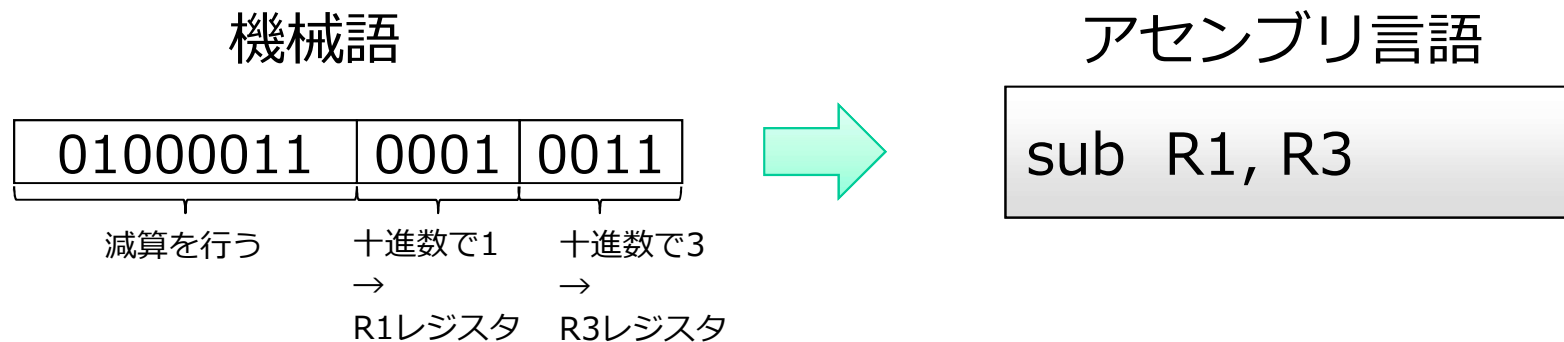 機械語
アセンブリ言語
01000011 0001 0011
sub R1, R3
減算を行う
十進数で1
→
R1レジスタ
十進数で3
→
R3レジスタ